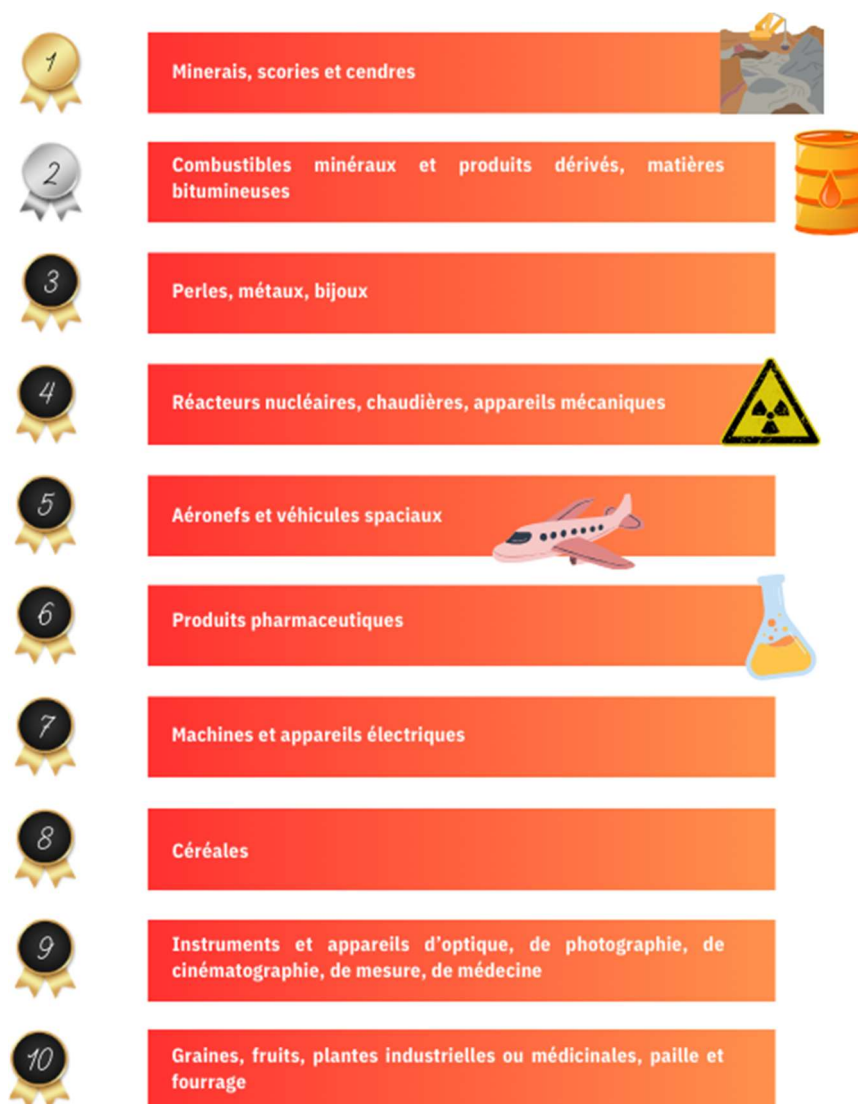 1
Minerais, scories et cendres
2
Combustibles minéraux et produits dérivés, matières
bitumineuses
3
Perles, métaux, bijoux
4
Réacteurs nucléaires, chaudières, appareils mécaniques
5
Aéronefs et véhicules spaciaux
6
Produits pharmaceutiques
7
Machines et appareils électriques
8
Céréales
9
Instruments et appareils d'optique, de photographie, de
cinématographie, de mesure, de médecine
10
Graines, fruits, plantes industrielles ou médicinales, paille et
fourrage